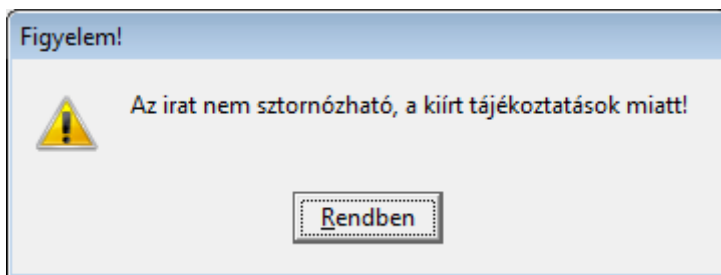 Figyelem!
Az irat nem sztornózható, a kiírt tájékoztatások miatt!
Rendben